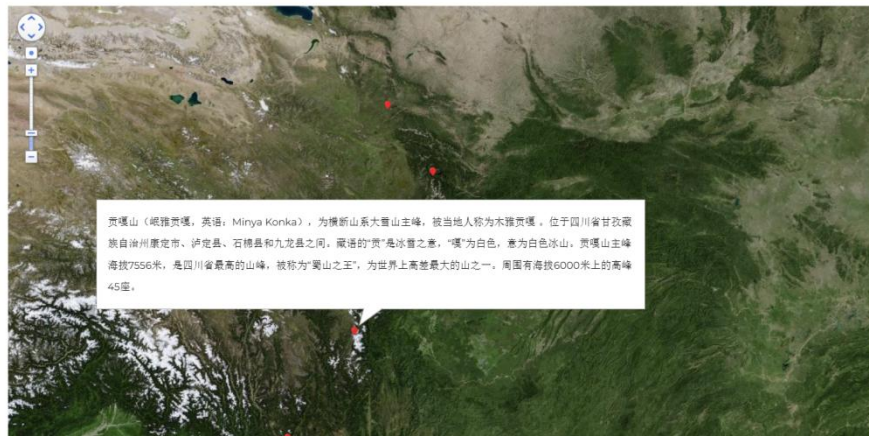 贡嘎山（岷雅贡嘎，英语：Minya Konka），为横断山系大雪山主峰，被当地人称为木雅贡嘎 。位于四川省甘孜藏
族自治州康定市、泸定县、石棉县和九龙县之间。藏语的“贡”是冰雪之意，“嘎”为白色，意为白色冰山。贡嘎山主峰
海拔7556米，是四川省最高的山峰，被称为“蜀山之王”，为世界上高差最大的山之一。周围有海拔6000米上的高峰
45座。